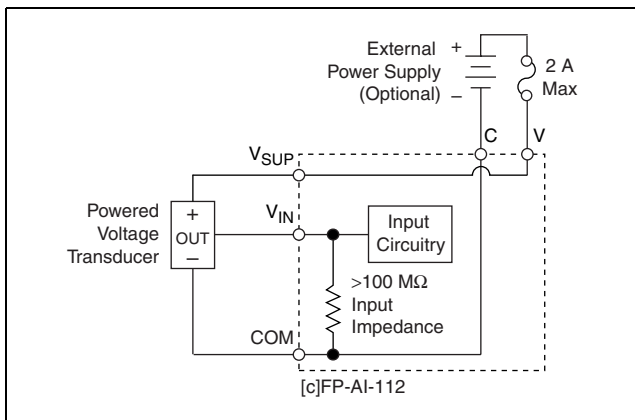 External
Power Supply
(Optional)
+
–
2 A
Max
C
V
V_SUP
Powered
Voltage
Transducer
+
OUT
–
V_IN
Input
Circuitry
>100 MΩ
Input
Impedance
COM
[c]FP-AI-112